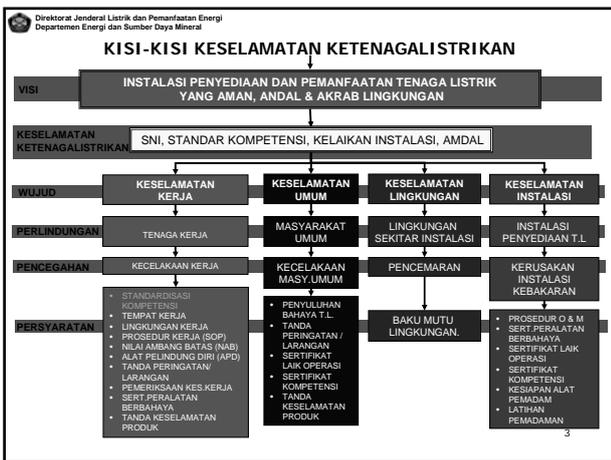 Direktorat Jenderal Listrik dan Pemanfaatan Energi
Departemen Energi dan Sumber Daya Mineral
KISI-KISI KESELAMATAN KETENAGALISTRIKAN
VISI
INSTALASI PENYEDIAAN DAN PEMANFAATAN TENAGA LISTRIK
YANG AMAN, ANDAL & AKRAB LINGKUNGAN
KESELAMATAN
KETENAGALISTRIKAN
SNI, STANDAR KOMPETENSI, KELAIKAN INSTALASI, AMDAL
WUJUD
KESELAMATAN
KERJA
KESELAMATAN
UMUM
KESELAMATAN
LINGKUNGAN
KESELAMATAN
INSTALASI
PERLINDUNGAN
TENAGA KERJA
MASYARAKAT
UMUM
LINGKUNGAN
SEKITAR INSTALASI
INSTALASI
PENYEDIAAN T.L
PENCEGAHAN
KECELAKAAN KERJA
KECELAKAAN
MASY.UMUM
PENCEMARAN
KERUSAKAN
INSTALASI
KEBAKARAN
PERSYARATAN
• STANDARDISASI
KOMPETENSI
• TEMPAT KERJA
• LINGKUNGAN KERJA
• PROSEDUR KERJA (SOP)
• NILAI AMBANG BATAS (NAB)
• ALAT PELINDUNG DIRI (APD)
• TANDA PERINGATAN/
LARANGAN
• PEMERIKSAAN KES.KERJA
• SERT.PERALATAN
BERBAHAYA
• TANDA KESELAMATAN
PRODUK
• PENYULUHAN
BAHAYA T.L.
• TANDA
PERINGATAN /
LARANGAN
• SERTIFIKAT
LAIK OPERASI
• SERTIFIKAT
KOMPETENSI
• TANDA
KESELAMATAN
PRODUK
BAKU MUTU
LINGKUNGAN.
• PROSEDUR O & M
• SERT.PERALATAN
BERBAHAYA
• SERTIFIKAT LAIK
OPERASI
• SERTIFIKAT
KOMPETENSI
• KESIAPAN ALAT
PEMADAM
• LATIHAN
PEMADAMAN
3